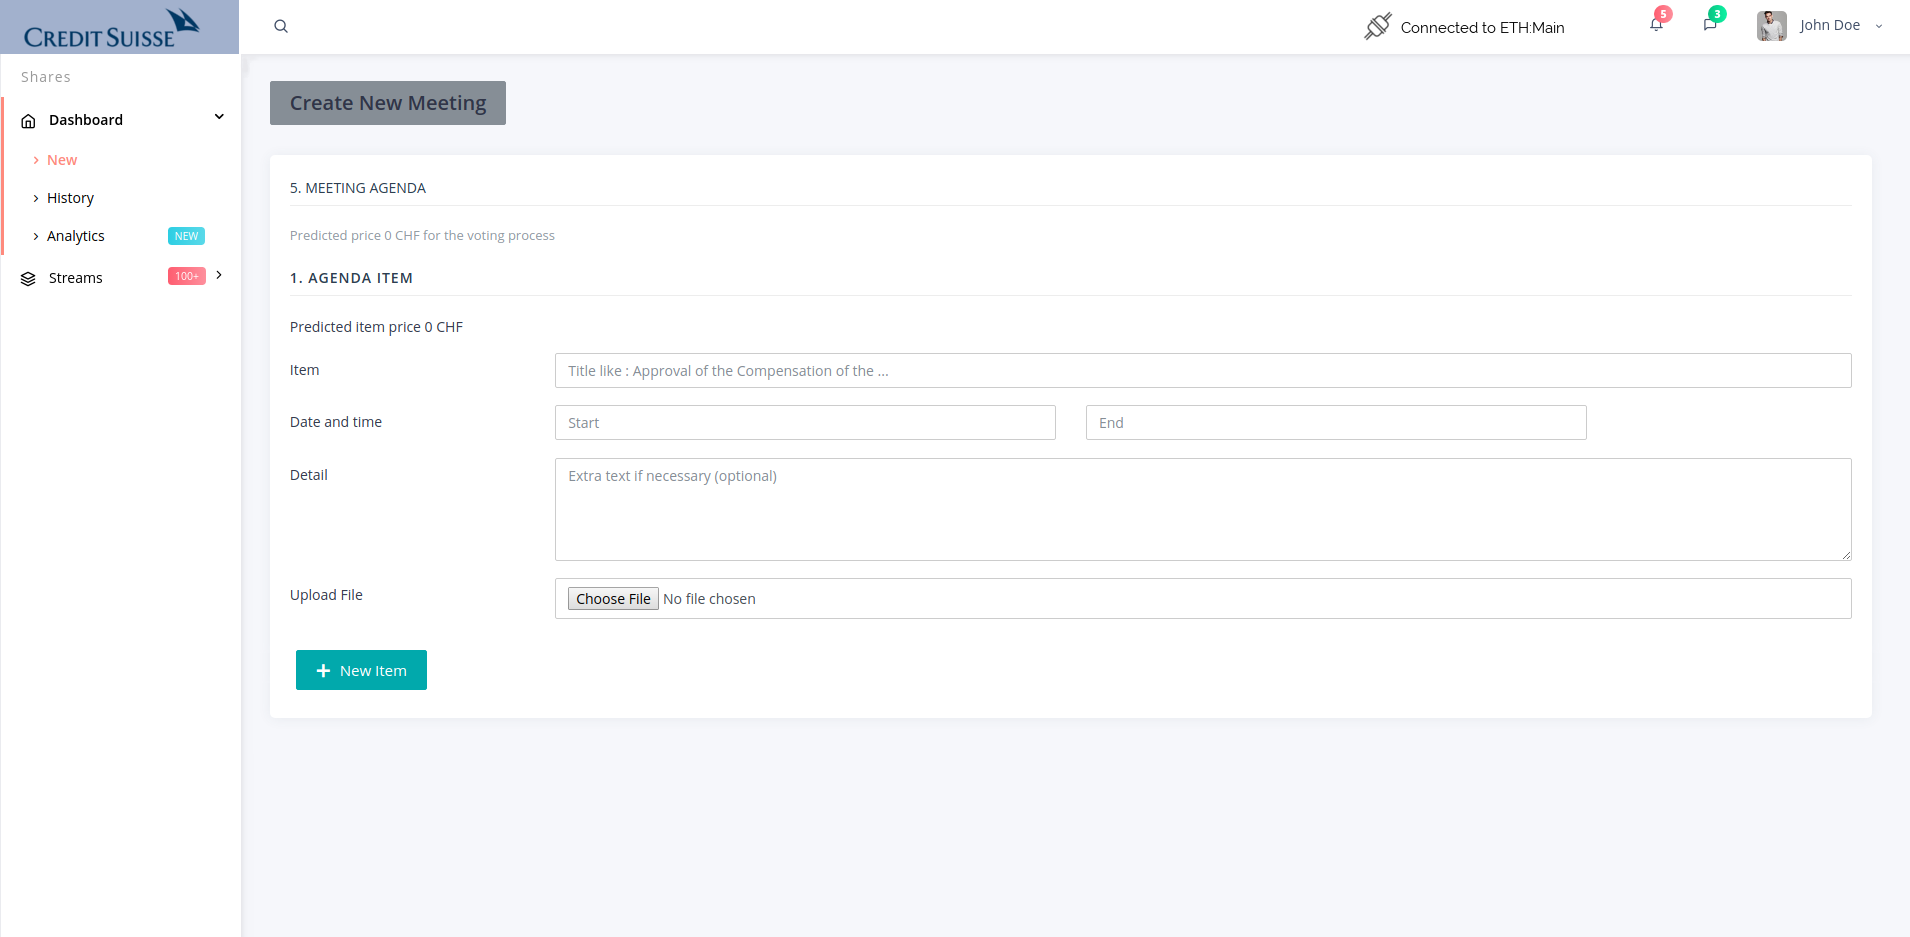 CREDIT SUISSE
Connected to ETH:Main
5
3
John Doe
Shares
Dashboard
New
History
Analytics NEW
Streams 100+
Create New Meeting
5. MEETING AGENDA
Predicted price 0 CHF for the voting process
1. AGENDA ITEM
Predicted item price 0 CHF
Item Title like : Approval of the Compensation of the ...
Date and time Start End
Detail Extra text if necessary (optional)
Upload File Choose File No file chosen
New Item